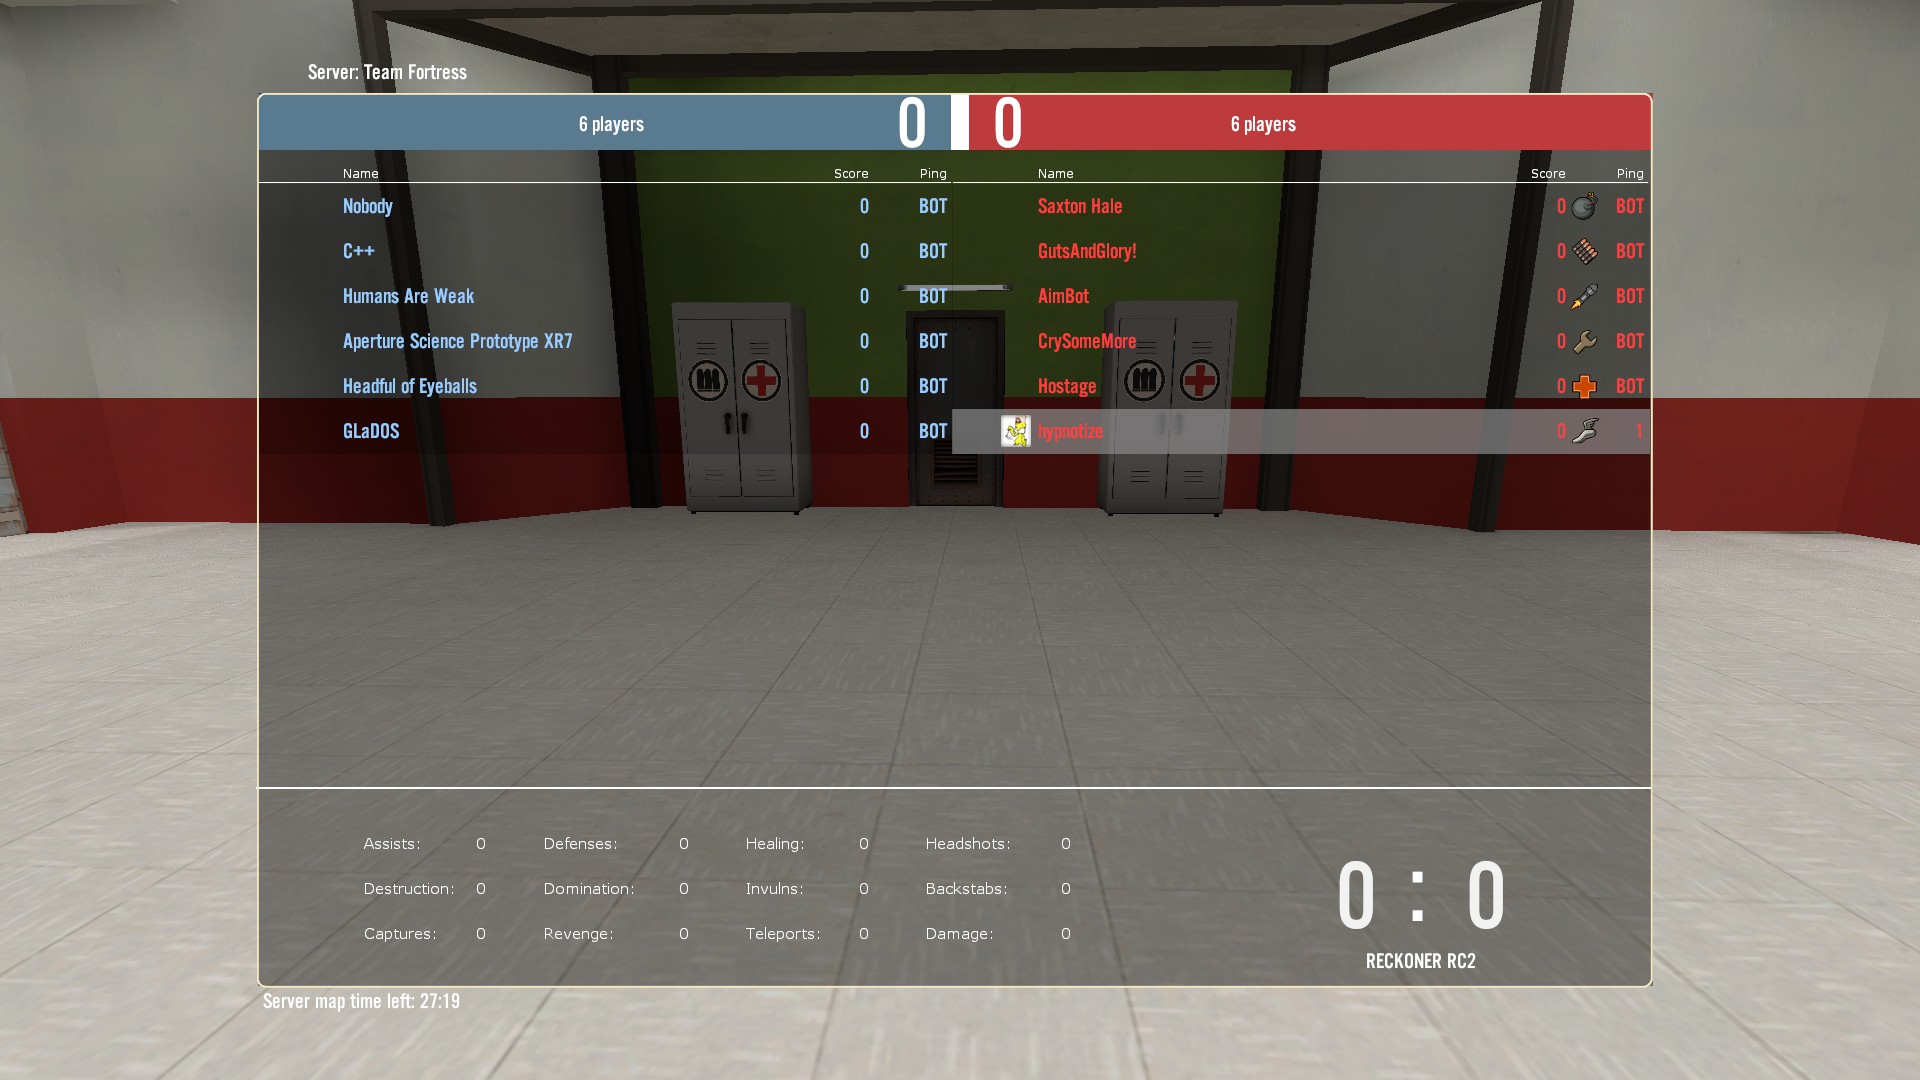 Server: Team Fortress
6 players 0 0 6 players
Name Score Ping Name Score Ping
Nobody 0 BOT Saxton Hale 0 BOT
C++ 0 BOT GutsAndGlory! 0 BOT
Humans Are Weak 0 BOT AimBot 0 BOT
Aperture Science Prototype XR7 0 BOT CrySomeMore 0 BOT
Headful of Eyeballs 0 BOT Hostage 0 BOT
GLaDOS 0 BOT hypnotize 0 1
Assists: 0 Defenses: 0 Healing: 0 Headshots: 0
Destruction: 0 Domination: 0 Invulns: 0 Backstabs: 0
Captures: 0 Revenge: 0 Teleports: 0 Damage: 0
0 : 0
RECKONER RC2
Server map time left: 27:19